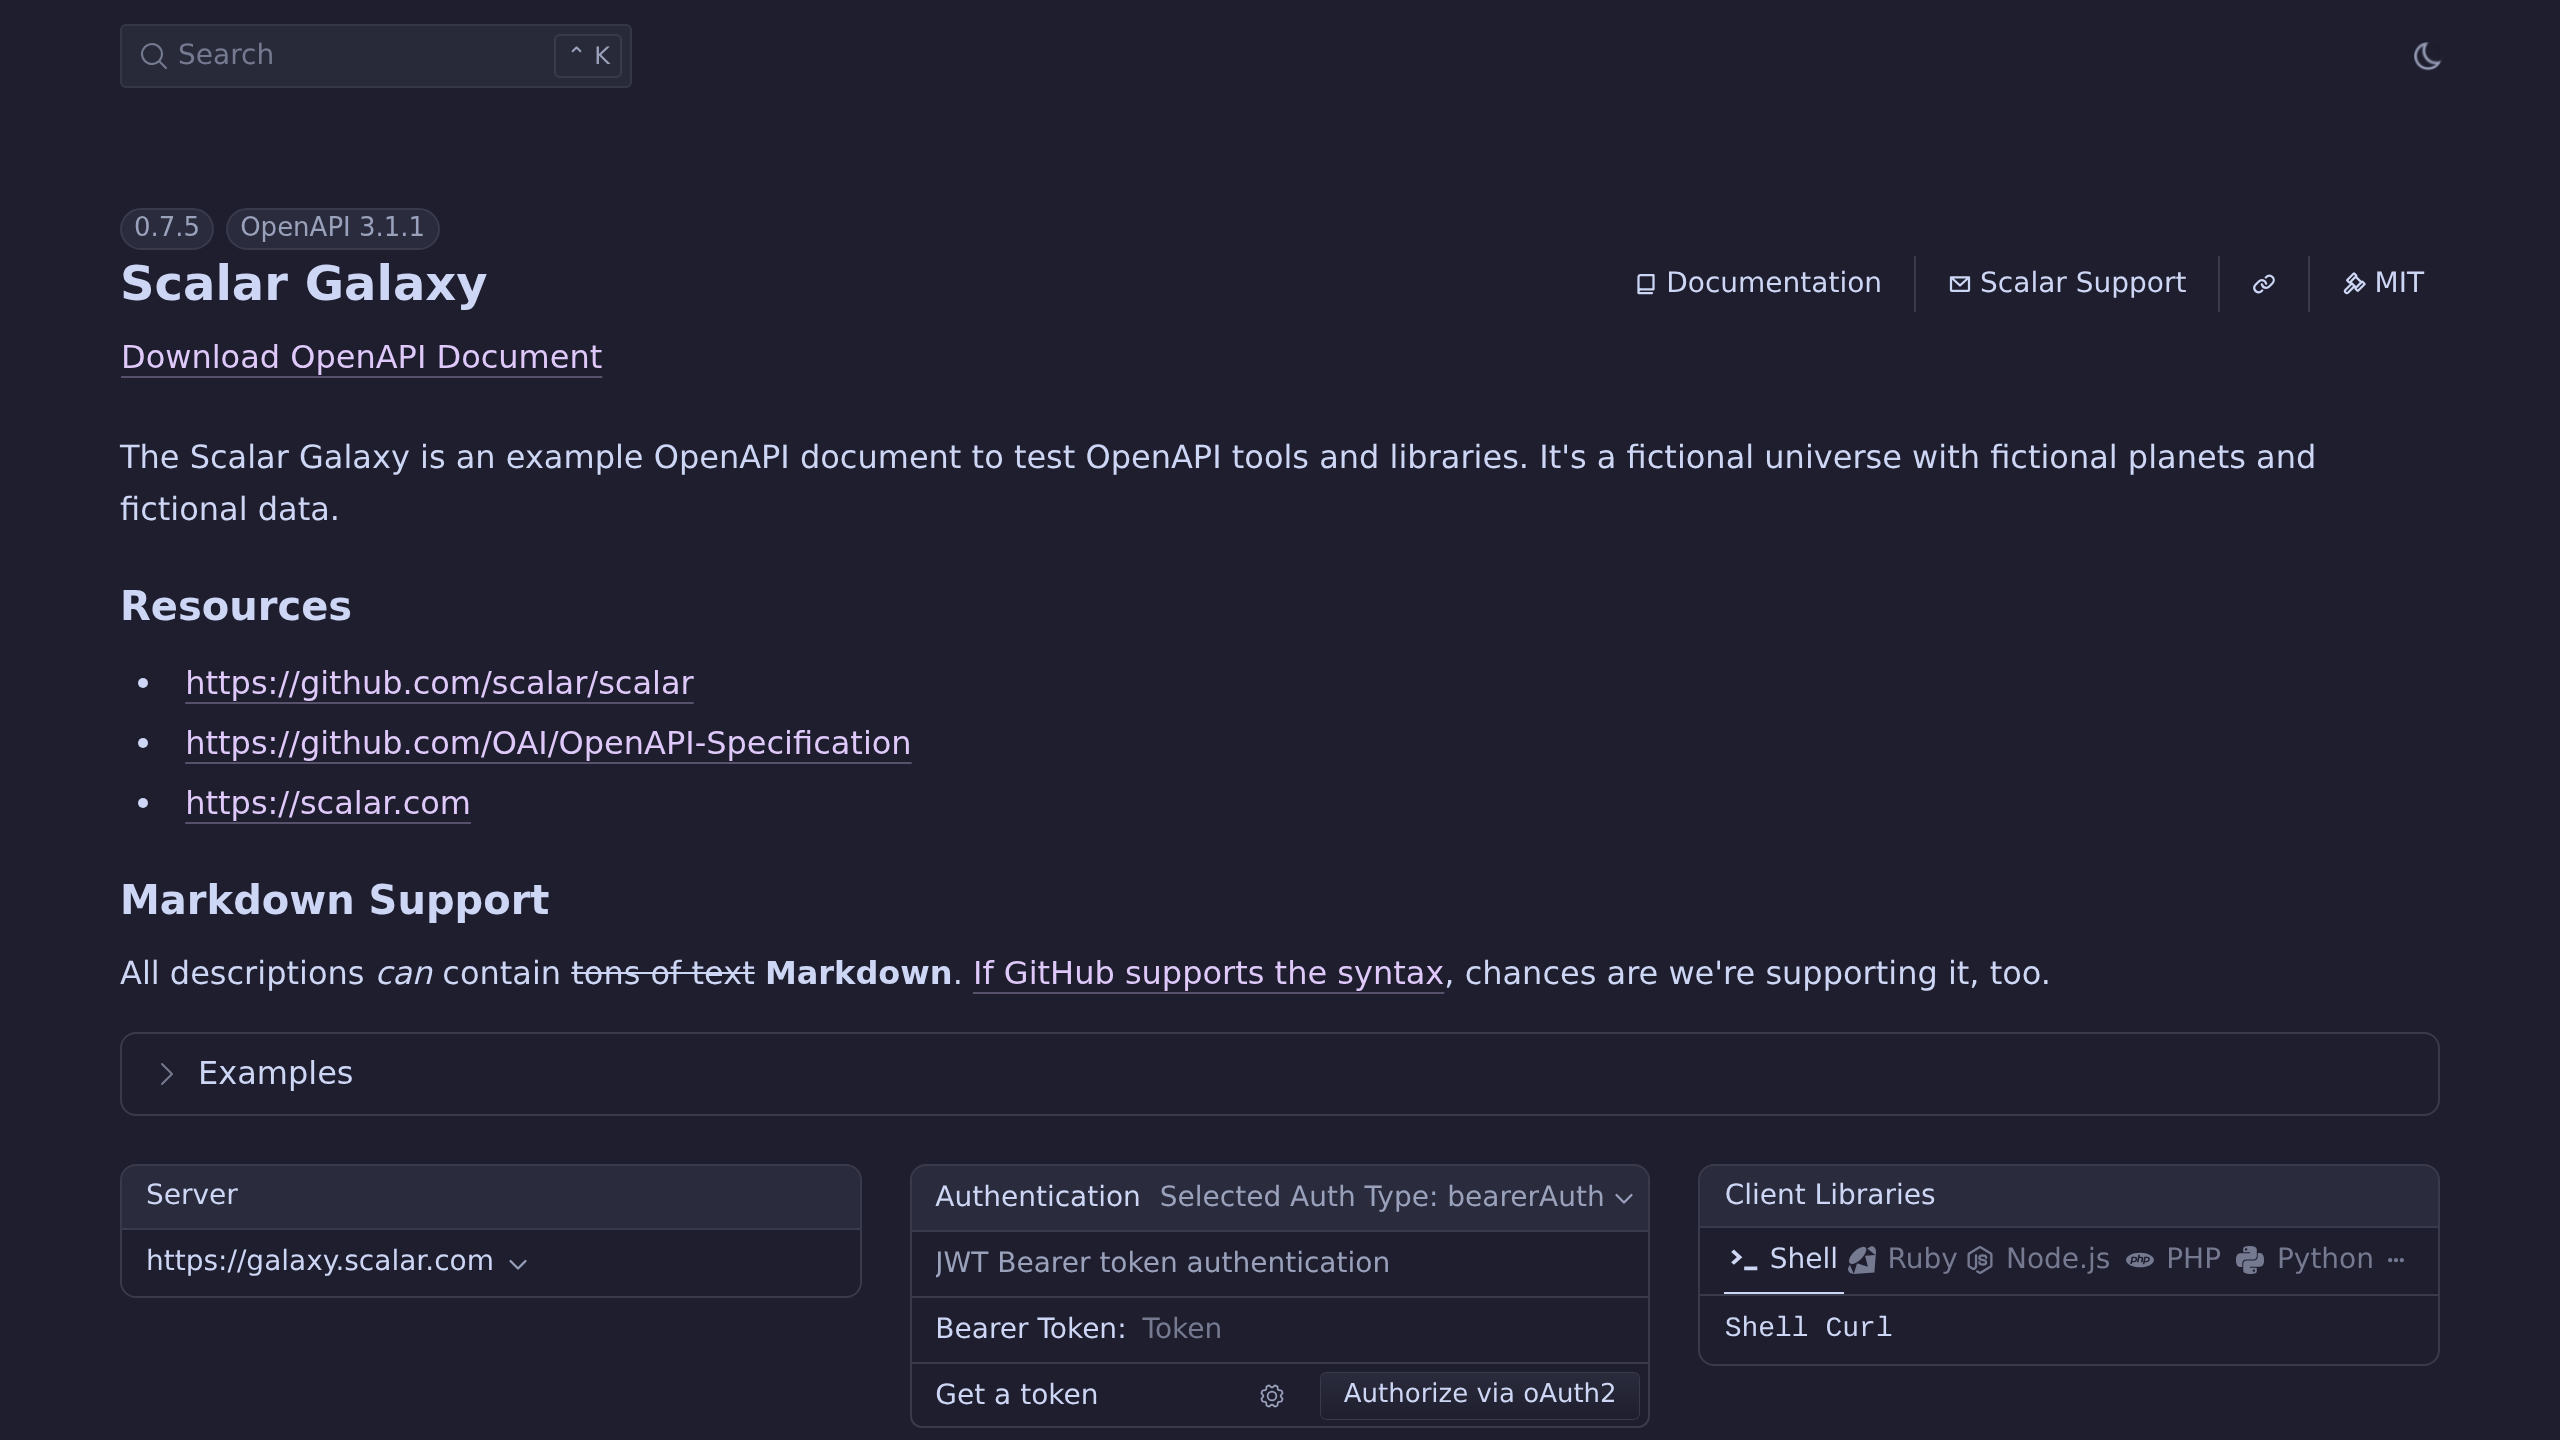 Search
⌃ K
0.7.5
OpenAPI 3.1.1
Scalar Galaxy
Documentation
Scalar Support
MIT
Download OpenAPI Document
The Scalar Galaxy is an example OpenAPI document to test OpenAPI tools and libraries. It's a fictional universe with fictional planets and
fictional data.
Resources
https://github.com/scalar/scalar
https://github.com/OAI/OpenAPI-Specification
https://scalar.com
Markdown Support
All descriptions can contain tons of text Markdown. If GitHub supports the syntax, chances are we're supporting it, too.
Examples
Server
https://galaxy.scalar.com
Authentication Selected Auth Type: bearerAuth
JWT Bearer token authentication
Bearer Token: Token
Get a token
Authorize via oAuth2
Client Libraries
Shell Ruby Node.js PHP Python
Shell Curl